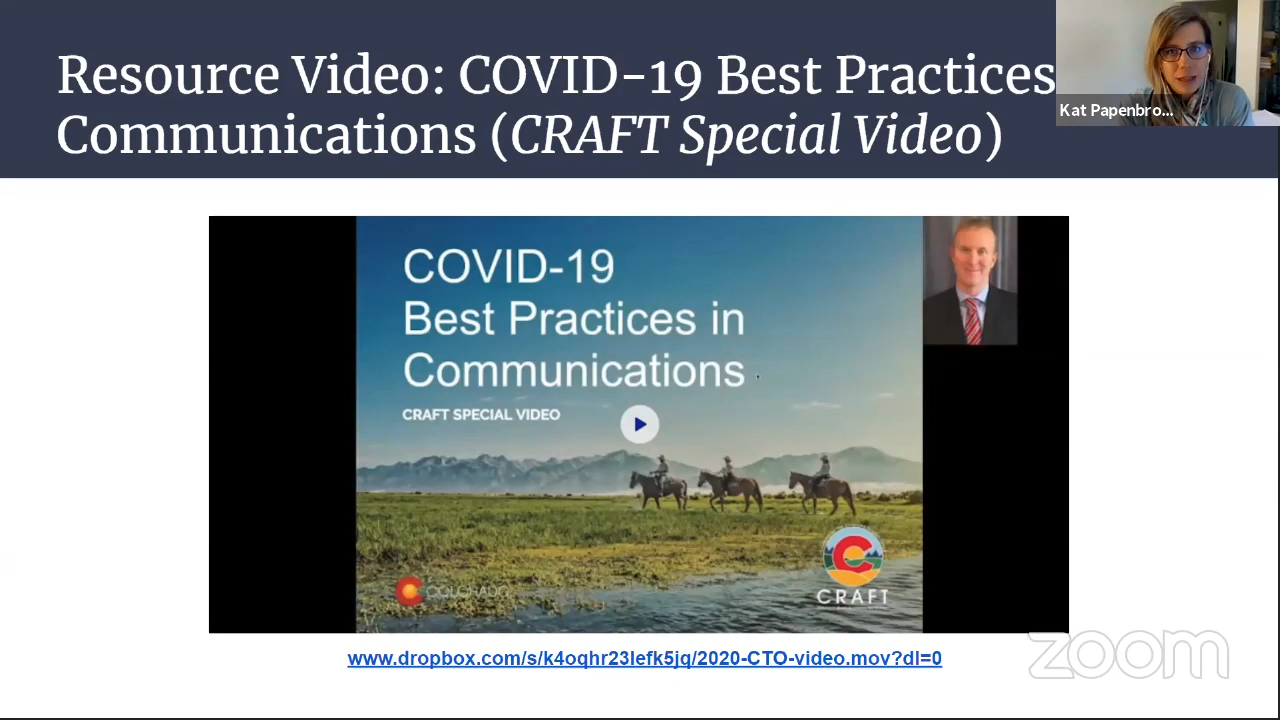 Resource Video: COVID-19 Best Practices
Communications (CRAFT Special Video)
Kat Papenbro...
COVID-19
Best Practices in
Communications
CRAFT SPECIAL VIDEO
COLORADO
C
CRAFT
www.dropbox.com/s/k4oqhr23lefk5jq/2020-CTO-video.mov?dl=0
zoom